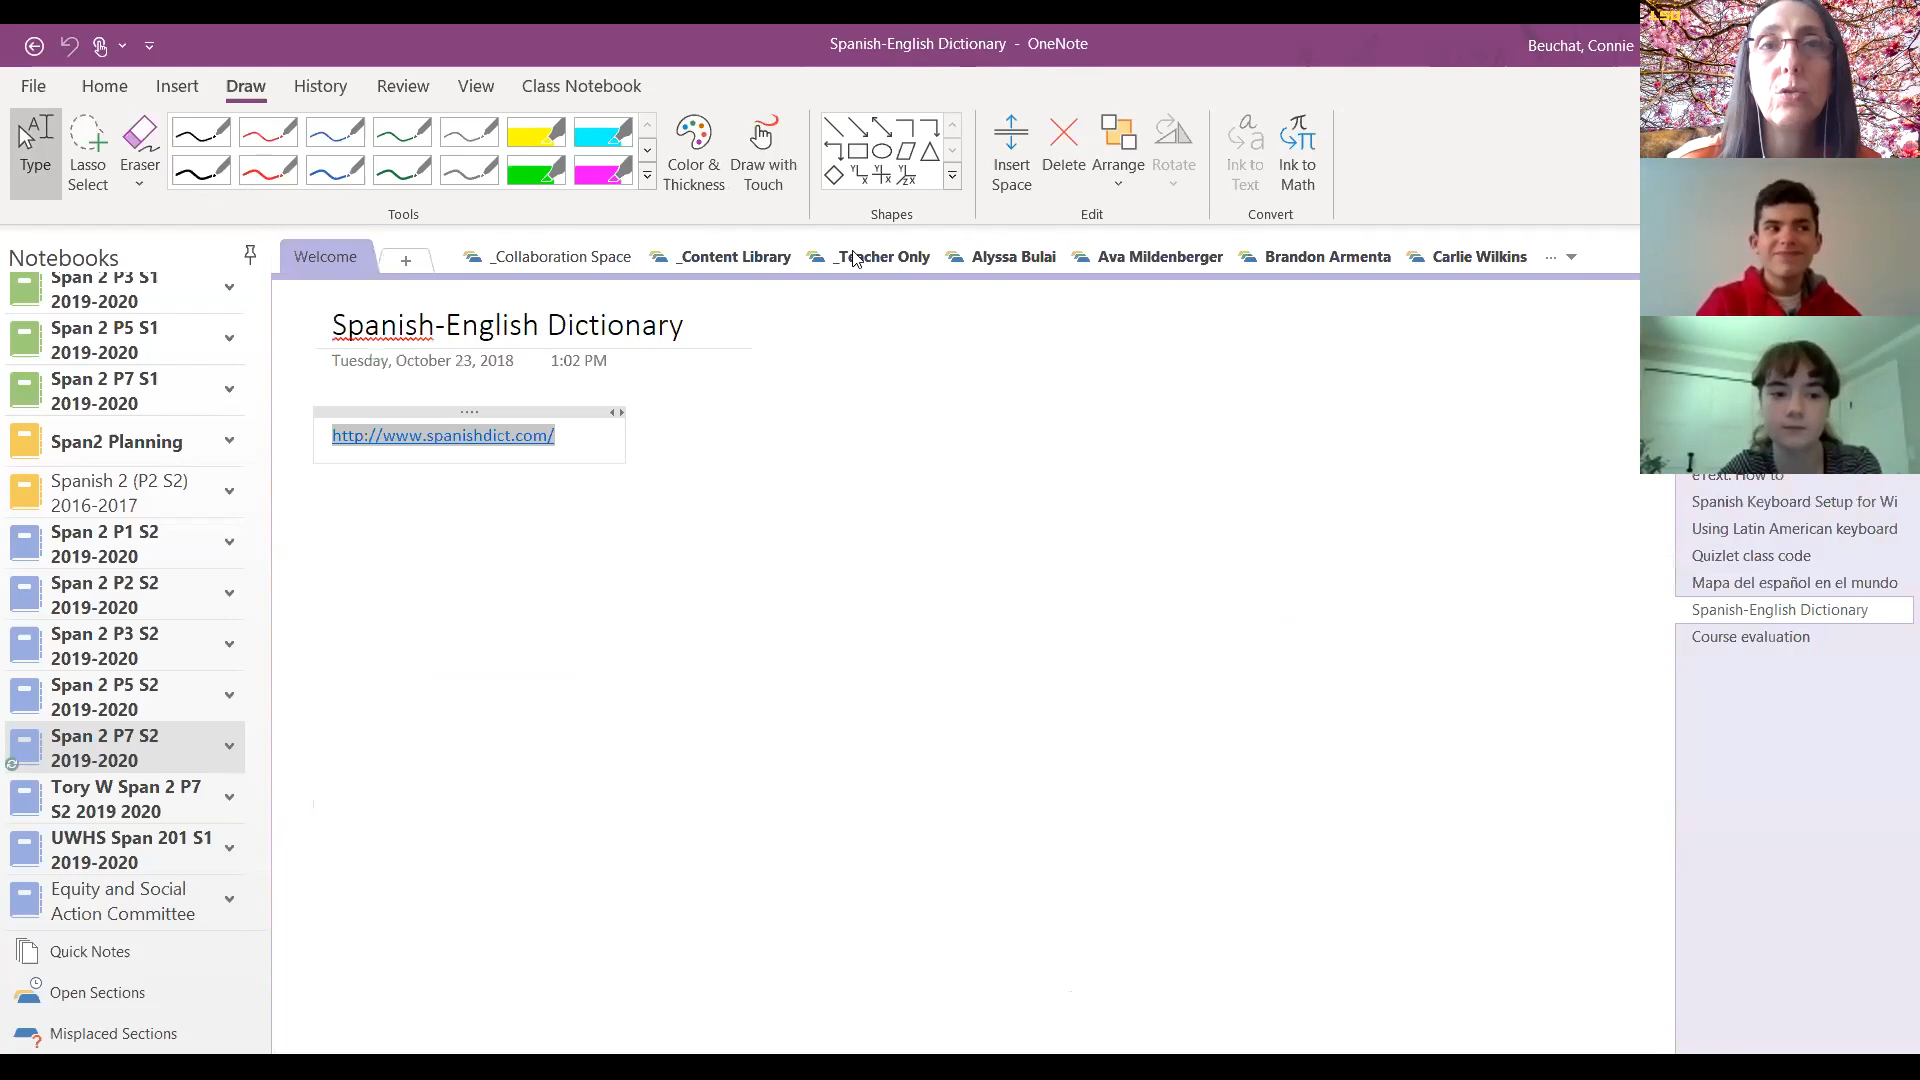 Spanish-English Dictionary - OneNote
Beuchat, Connie
File Home Insert Draw History Review View Class Notebook
Type
Lasso Select
Eraser
Color & Thickness
Draw with Touch
Insert Space
Delete
Arrange
Rotate
Ink to Text
Ink to Math
Tools
Shapes
Edit
Convert
Notebooks
Welcome
+
_Collaboration Space
_Content Library
_Teacher Only
Alyssa Bulai
Ava Mildenberger
Brandon Armenta
Carlie Wilkins
...
Span 2 P3 S1
2019-2020
Span 2 P5 S1
2019-2020
Span 2 P7 S1
2019-2020
Span2 Planning
Spanish 2 (P2 S2)
2016-2017
Span 2 P1 S2
2019-2020
Span 2 P2 S2
2019-2020
Span 2 P3 S2
2019-2020
Span 2 P5 S2
2019-2020
Span 2 P7 S2
2019-2020
Tory W Span 2 P7
S2 2019 2020
UWHS Span 201 S1
2019-2020
Equity and Social
Action Committee
Quick Notes
Open Sections
Misplaced Sections
Spanish-English Dictionary
Tuesday, October 23, 2018 1:02 PM
http://www.spanishdict.com/
eText: How to
Spanish Keyboard Setup for Wi
Using Latin American keyboard
Quizlet class code
Mapa del español en el mundo
Spanish-English Dictionary
Course evaluation